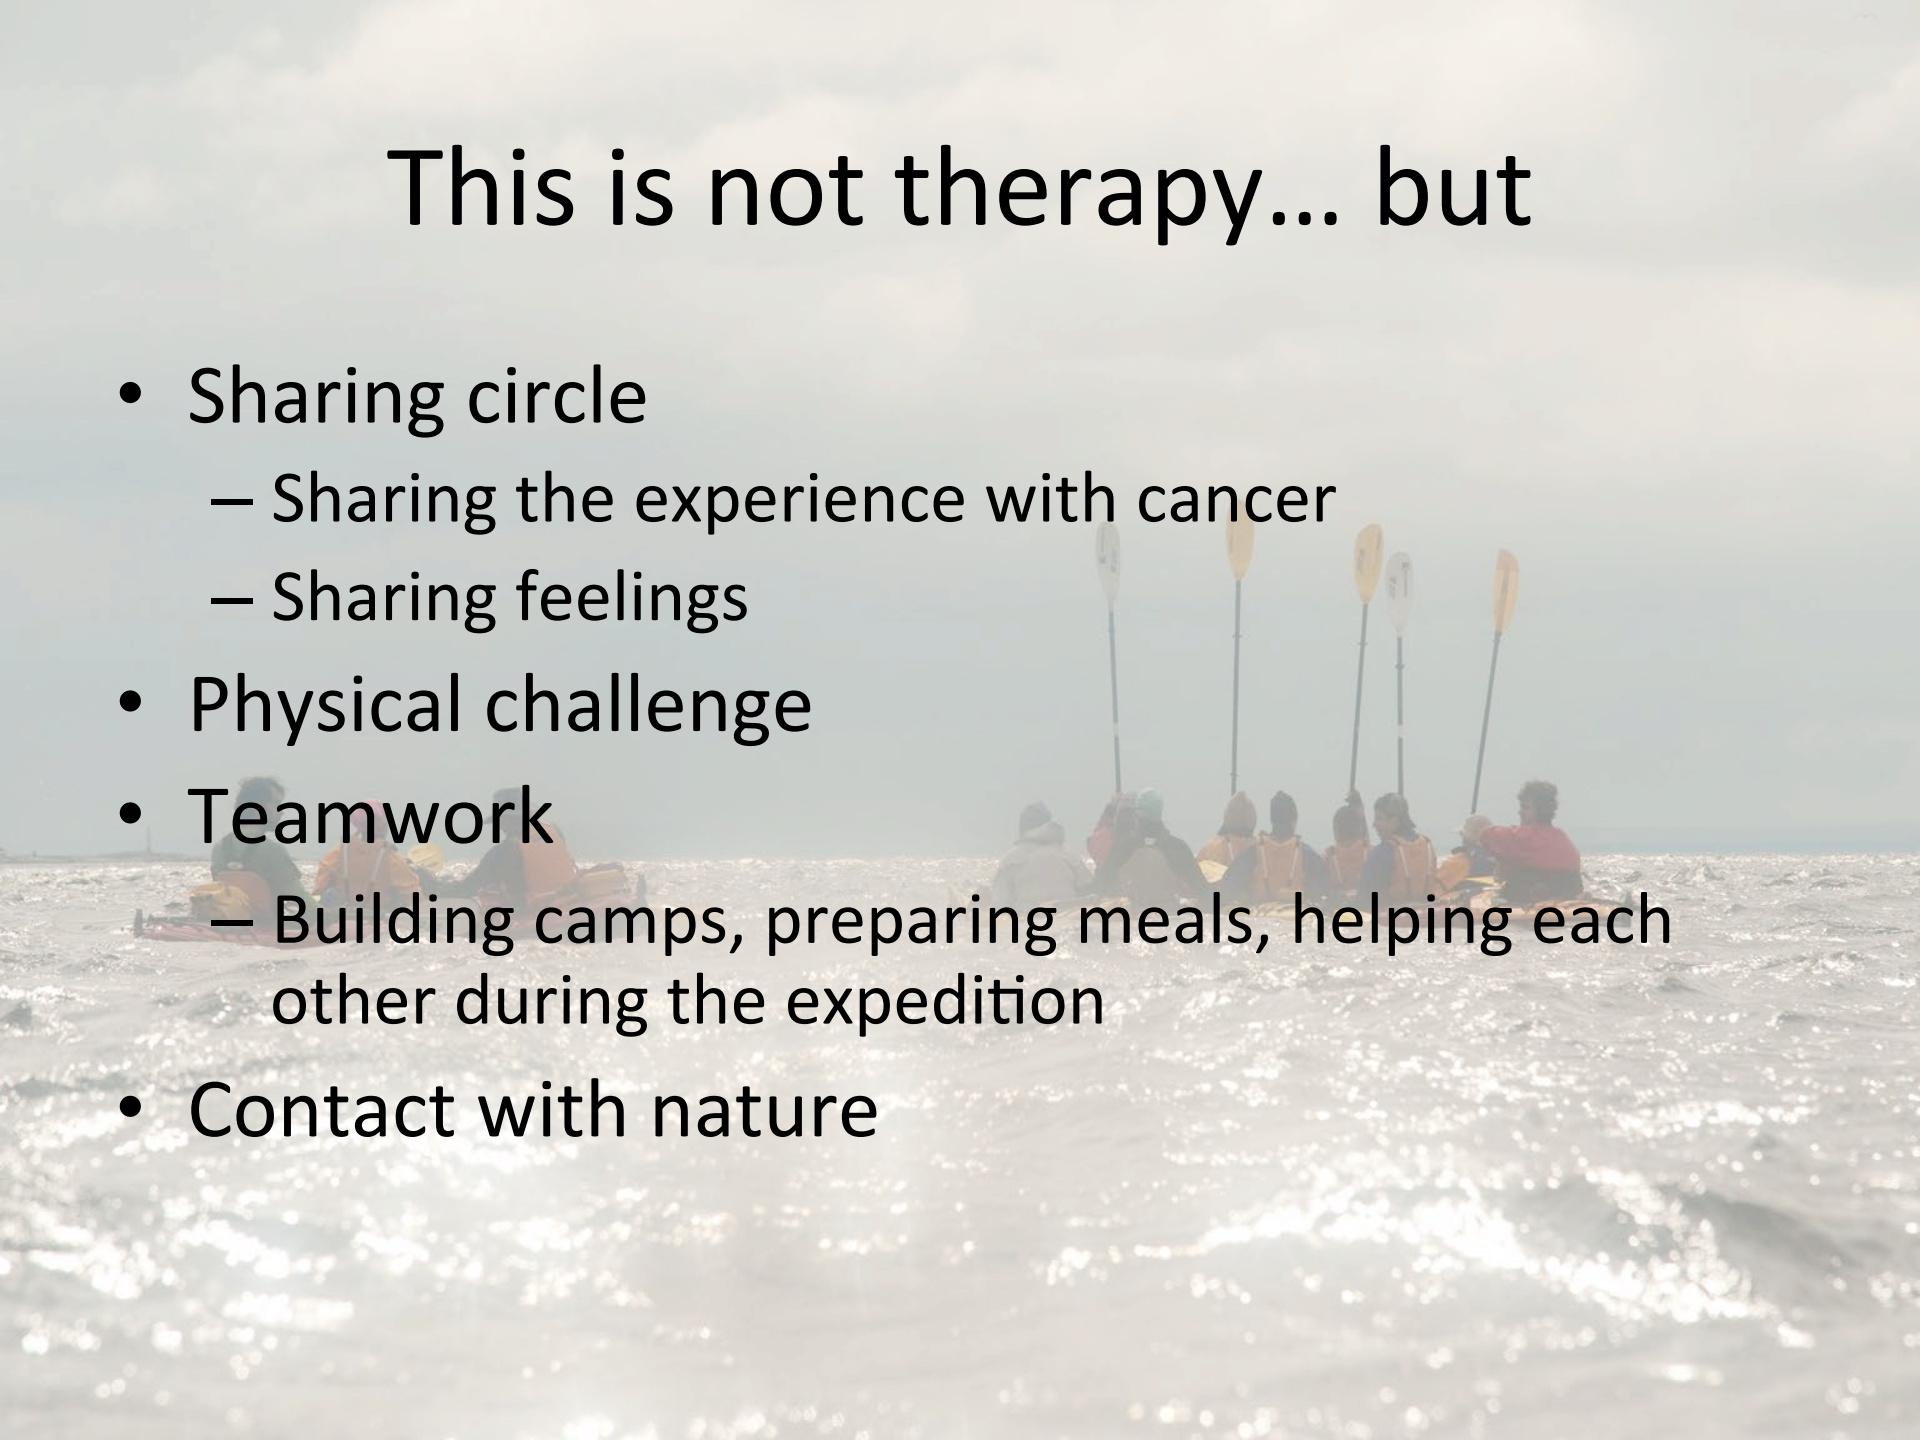 This is not therapy… but
• Sharing circle
– Sharing the experience with cancer
– Sharing feelings
• Physical challenge
• Teamwork
– Building camps, preparing meals, helping each
other during the expedition
• Contact with nature